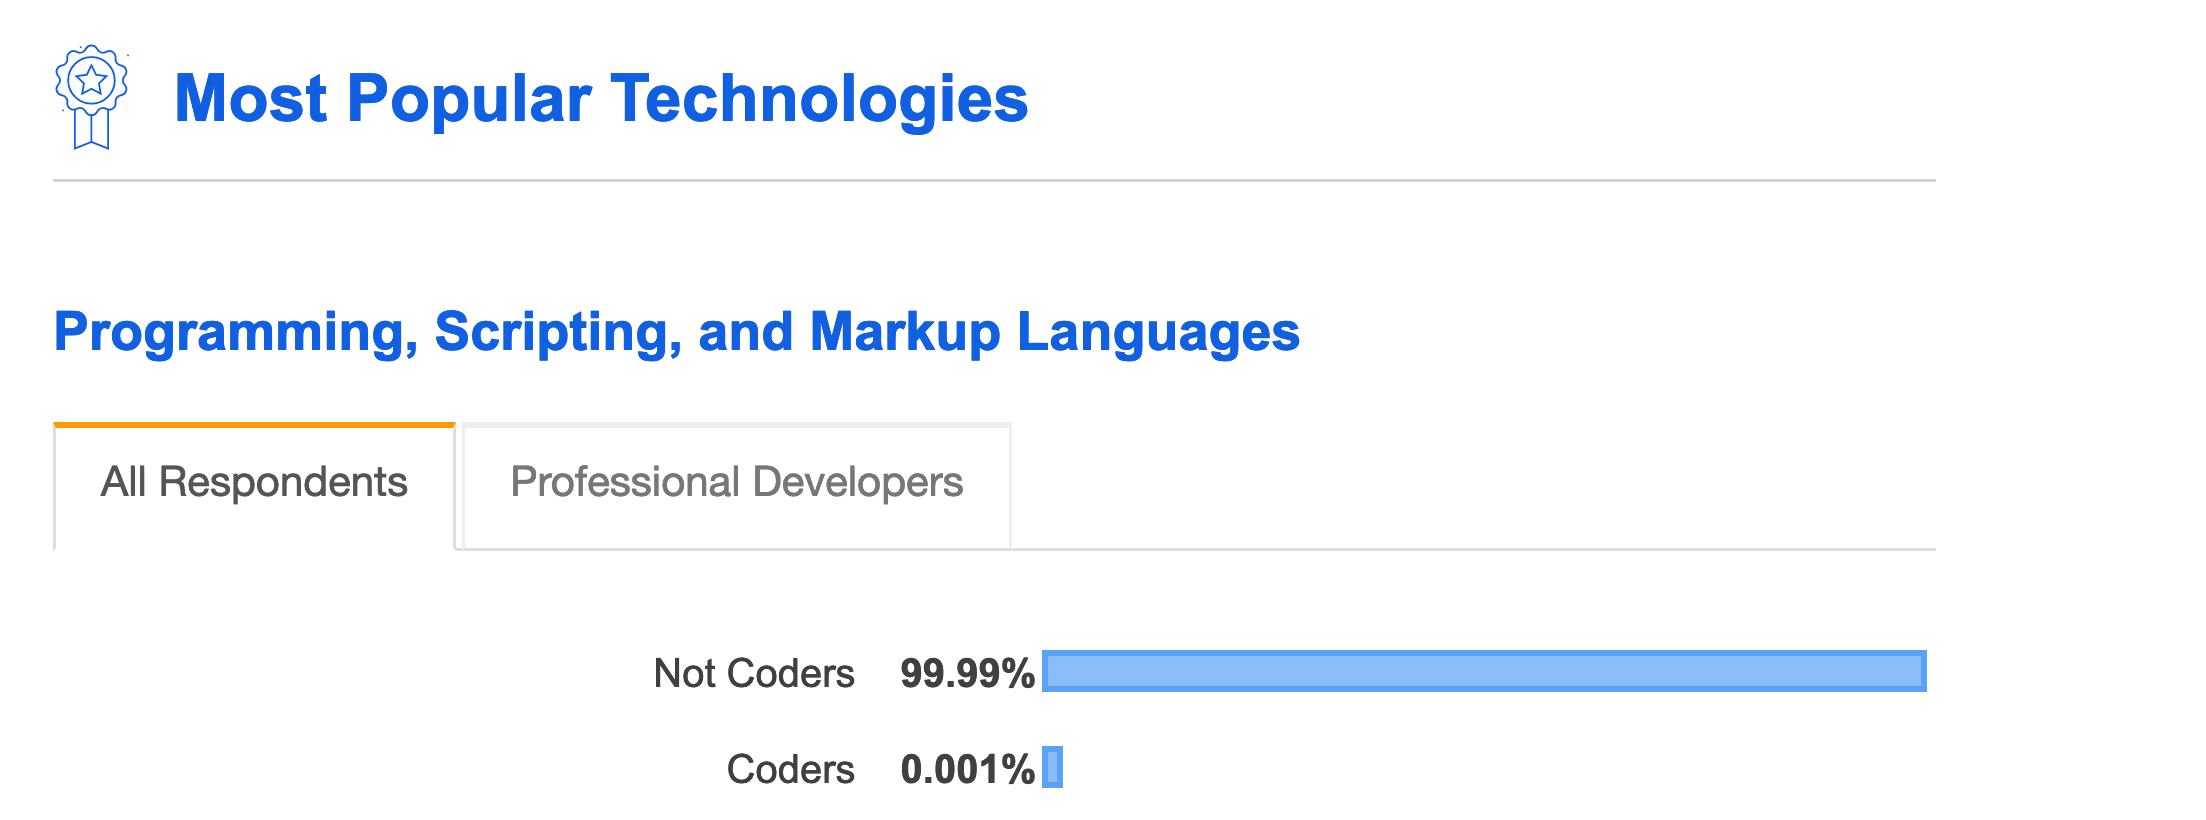 Most Popular Technologies
Programming, Scripting, and Markup Languages
All Respondents Professional Developers
Not Coders 99.99%
Coders 0.001%